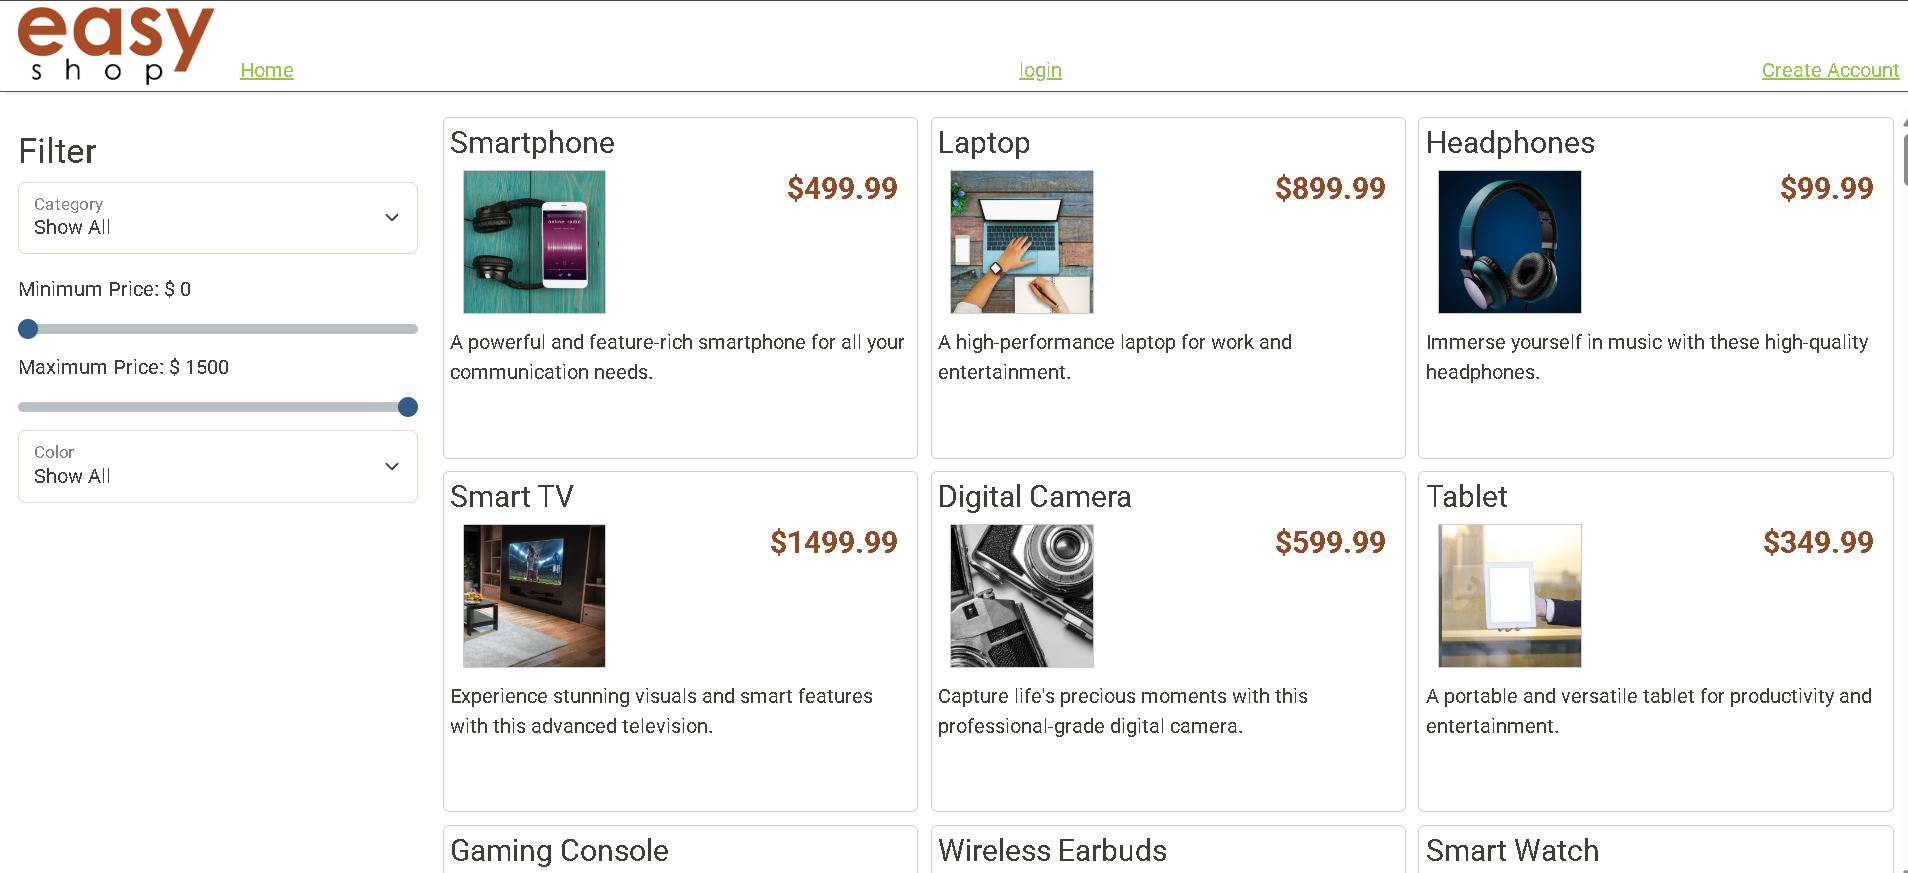 easy
shop
Home
login
Create Account
Filter
Category
Show All
Minimum Price: $ 0
Maximum Price: $ 1500
Color
Show All
Smartphone
$499.99
online radio
A powerful and feature-rich smartphone for all your
communication needs.
Laptop
$899.99
A high-performance laptop for work and
entertainment.
Headphones
$99.99
Immerse yourself in music with these high-quality
headphones.
Smart TV
$1499.99
Experience stunning visuals and smart features
with this advanced television.
Digital Camera
$599.99
Capture life's precious moments with this
professional-grade digital camera.
Tablet
$349.99
A portable and versatile tablet for productivity and
entertainment.
Gaming Console
Wireless Earbuds
Smart Watch